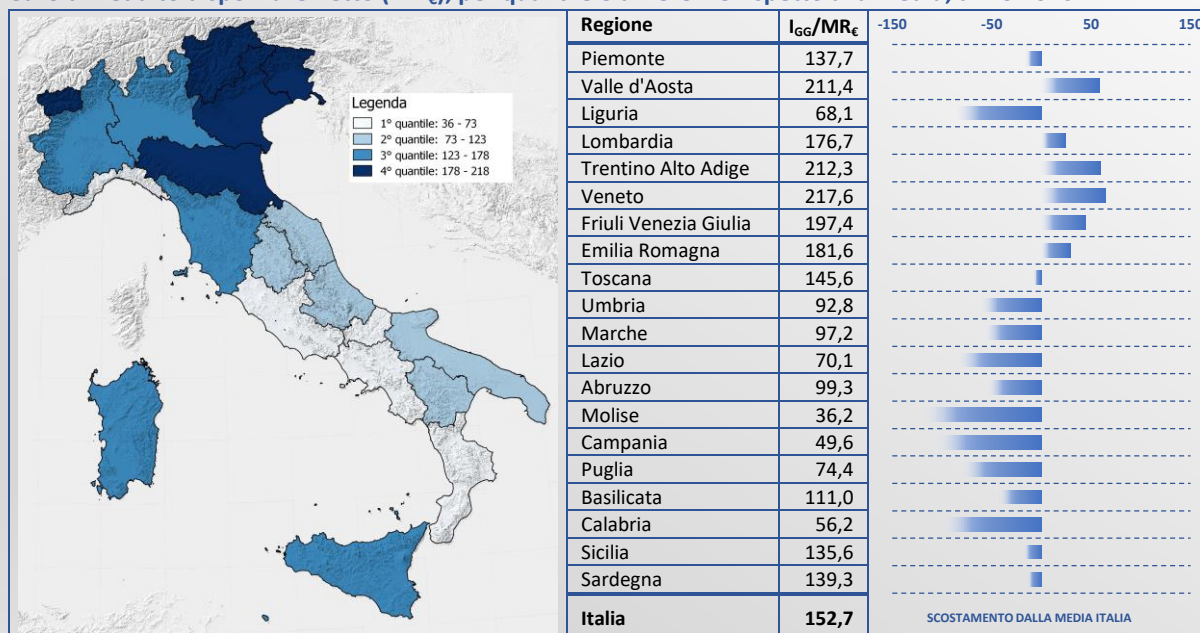 Regione I_GG/MR_€ -150 -50 50 150
Legenda
1° quantile: 36 - 73
2° quantile: 73 - 123
3° quantile: 123 - 178
4° quantile: 178 - 218
Piemonte 137,7
Valle d'Aosta 211,4
Liguria 68,1
Lombardia 176,7
Trentino Alto Adige 212,3
Veneto 217,6
Friuli Venezia Giulia 197,4
Emilia Romagna 181,6
Toscana 145,6
Umbria 92,8
Marche 97,2
Lazio 70,1
Abruzzo 99,3
Molise 36,2
Campania 49,6
Puglia 74,4
Basilicata 111,0
Calabria 56,2
Sicilia 135,6
Sardegna 139,3
Italia 152,7 SCOSTAMENTO DALLA MEDIA ITALIA